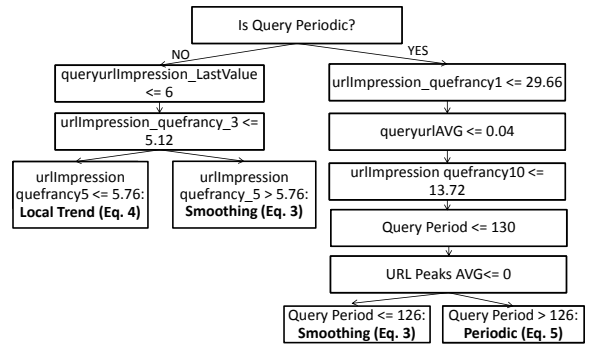 Is Query Periodic?
NO
YES
queryurlImpression_LastValue
<= 6
urlImpression_quefrancy1 <= 29.66
urlImpression_quefrancy_3 <=
5.12
queryurlAVG <= 0.04
urlImpression
quefrancy5 <= 5.76:
Local Trend (Eq. 4)
urlImpression
quefrancy_5 > 5.76:
Smoothing (Eq. 3)
urlImpression quefrancy10 <=
13.72
Query Period <= 130
URL Peaks AVG<= 0
Query Period <= 126:
Smoothing (Eq. 3)
Query Period > 126:
Periodic (Eq. 5)